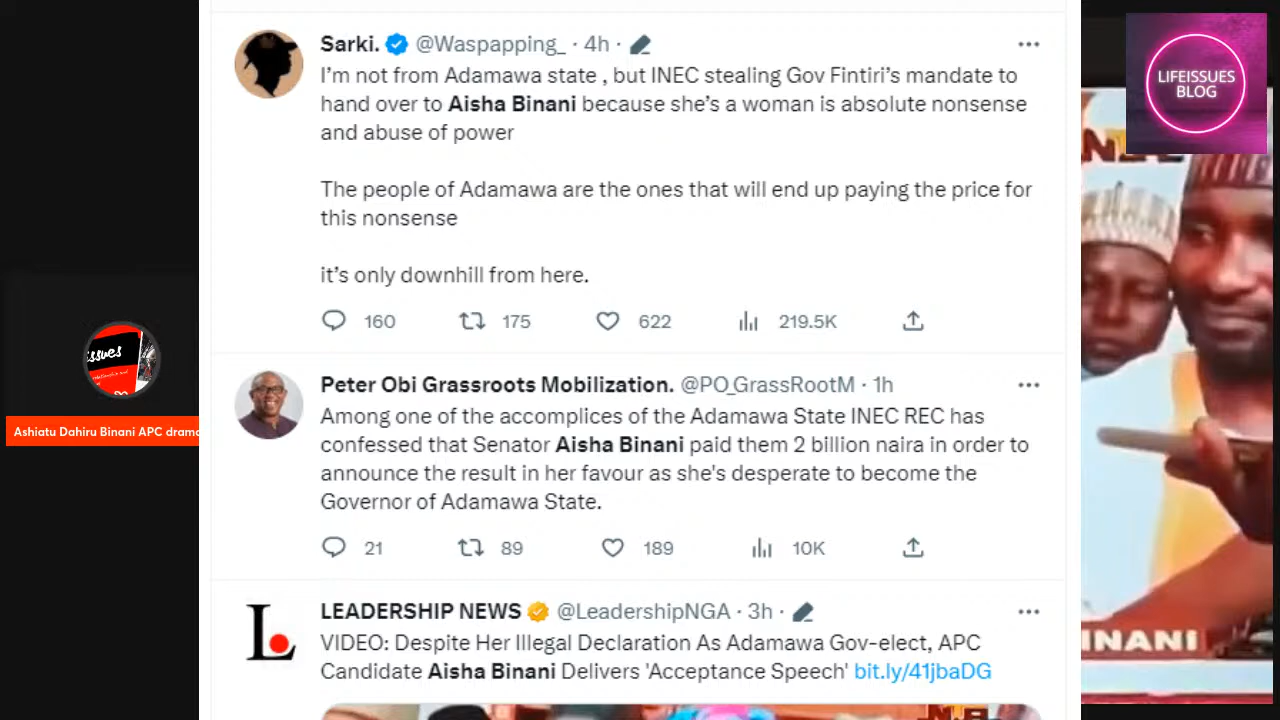 Sarki. @Waspapping_ · 4h ·
I’m not from Adamawa state , but INEC stealing Gov Fintiri’s mandate to
hand over to Aisha Binani because she’s a woman is absolute nonsense
and abuse of power
The people of Adamawa are the ones that will end up paying the price for
this nonsense
it’s only downhill from here.
160 175 622 219.5K
Peter Obi Grassroots Mobilization. @PO_GrassRootM · 1h
Among one of the accomplices of the Adamawa State INEC REC has
confessed that Senator Aisha Binani paid them 2 billion naira in order to
announce the result in her favour as she's desperate to become the
Governor of Adamawa State.
21 89 189 10K
LEADERSHIP NEWS @LeadershipNGA · 3h ·
VIDEO: Despite Her Illegal Declaration As Adamawa Gov-elect, APC
Candidate Aisha Binani Delivers 'Acceptance Speech' bit.ly/41jbaDG
LIFEISSUES
BLOG
ssues
Ashiatu Dahiru Binani APC drama
INANI